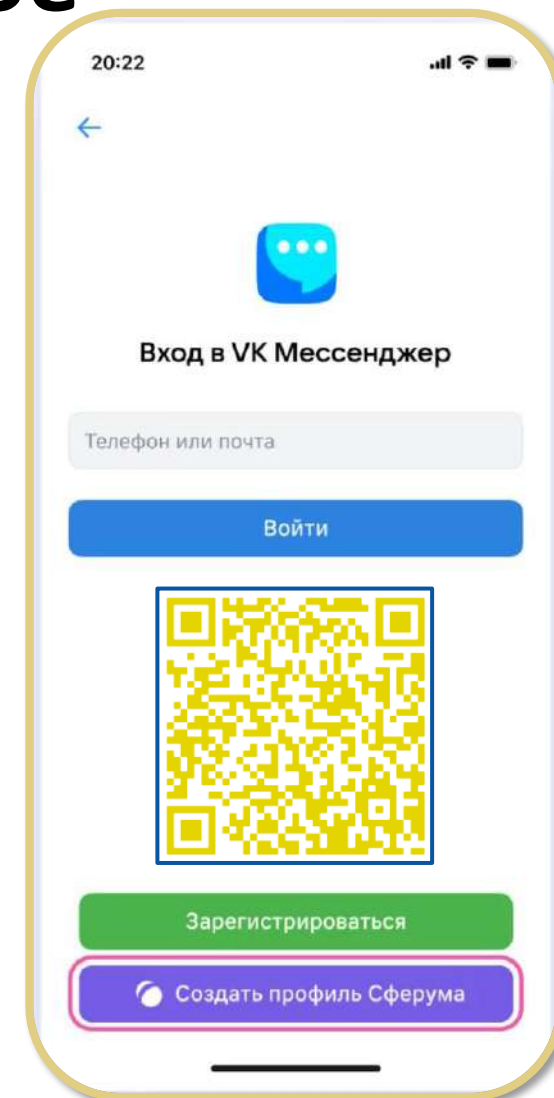 20:22
Вход в VK Мессенджер
Телефон или почта
Войти
Зарегистрироваться
Создать профиль Сферума